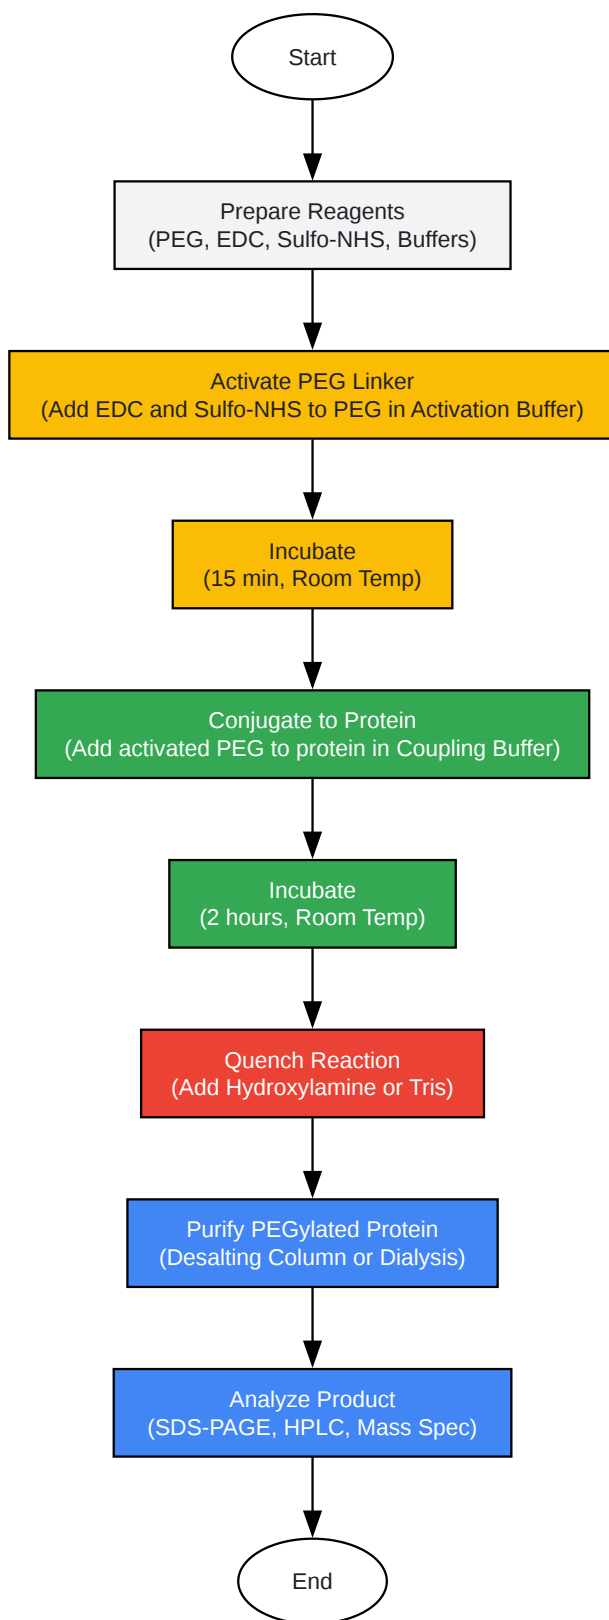 Start
Prepare Reagents
(PEG, EDC, Sulfo-NHS, Buffers)
Activate PEG Linker
(Add EDC and Sulfo-NHS to PEG in Activation Buffer)
Incubate
(15 min, Room Temp)
Conjugate to Protein
(Add activated PEG to protein in Coupling Buffer)
Incubate
(2 hours, Room Temp)
Quench Reaction
(Add Hydroxylamine or Tris)
Purify PEGylated Protein
(Desalting Column or Dialysis)
Analyze Product
(SDS-PAGE, HPLC, Mass Spec)
End